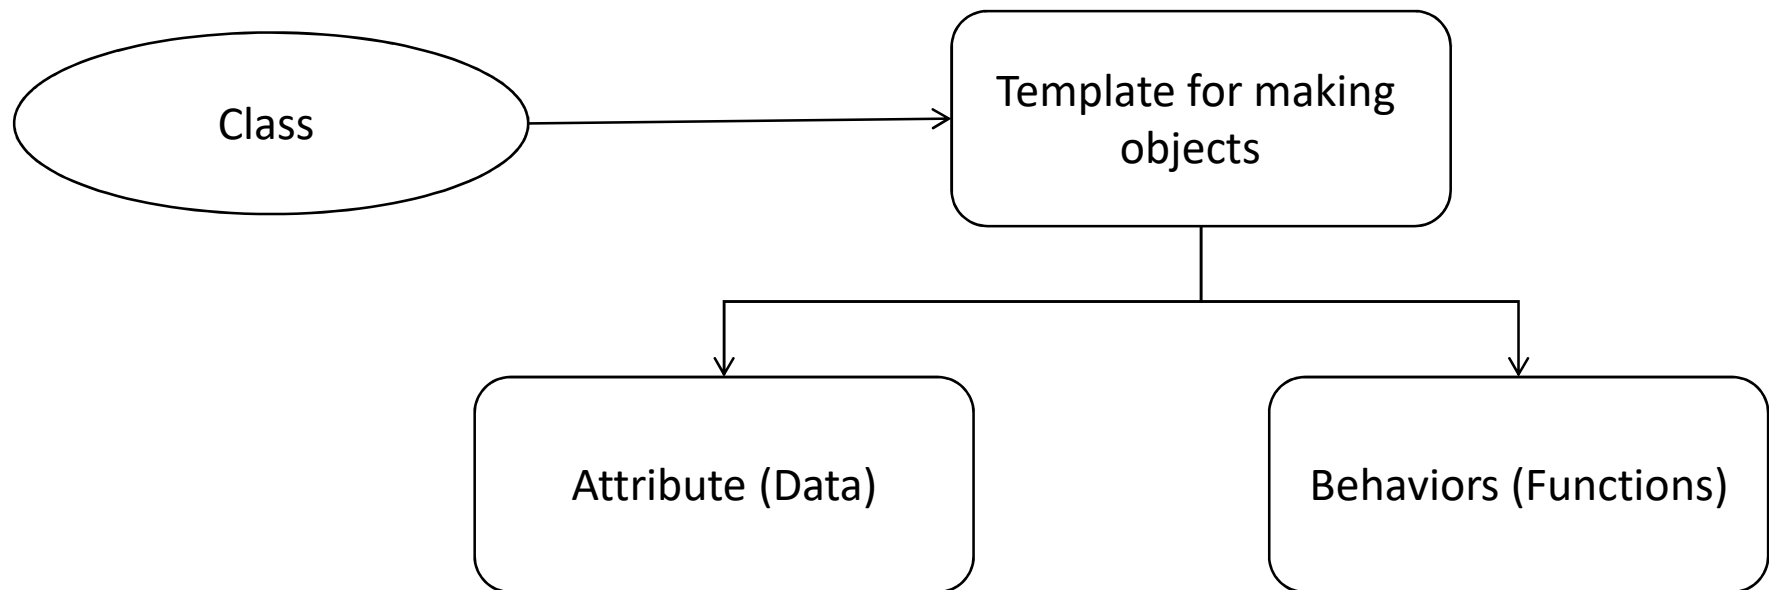 Class
Template for making
objects
Attribute (Data)
Behaviors (Functions)